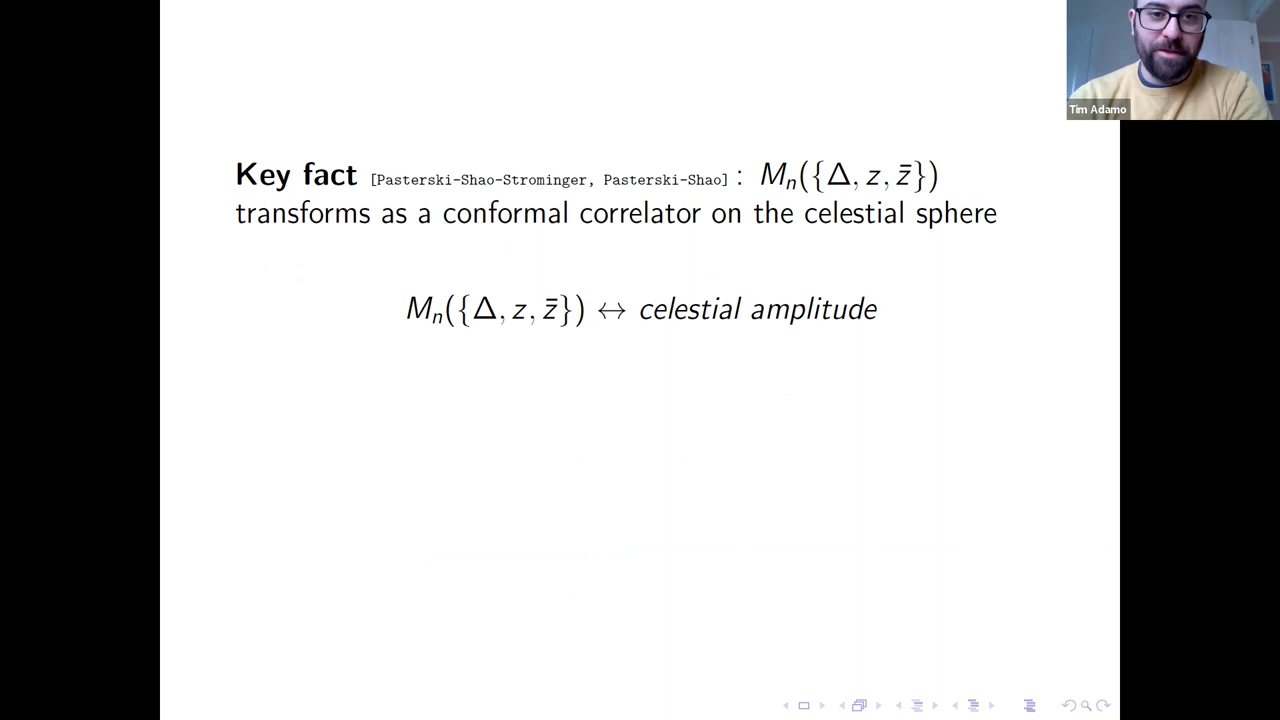 Tim Adamo
Key fact [Pasterski-Shao-Strominger, Pasterski-Shao] : Mₙ({Δ, z, z̄})
transforms as a conformal correlator on the celestial sphere
Mₙ({Δ, z, z̄}) ↔ celestial amplitude